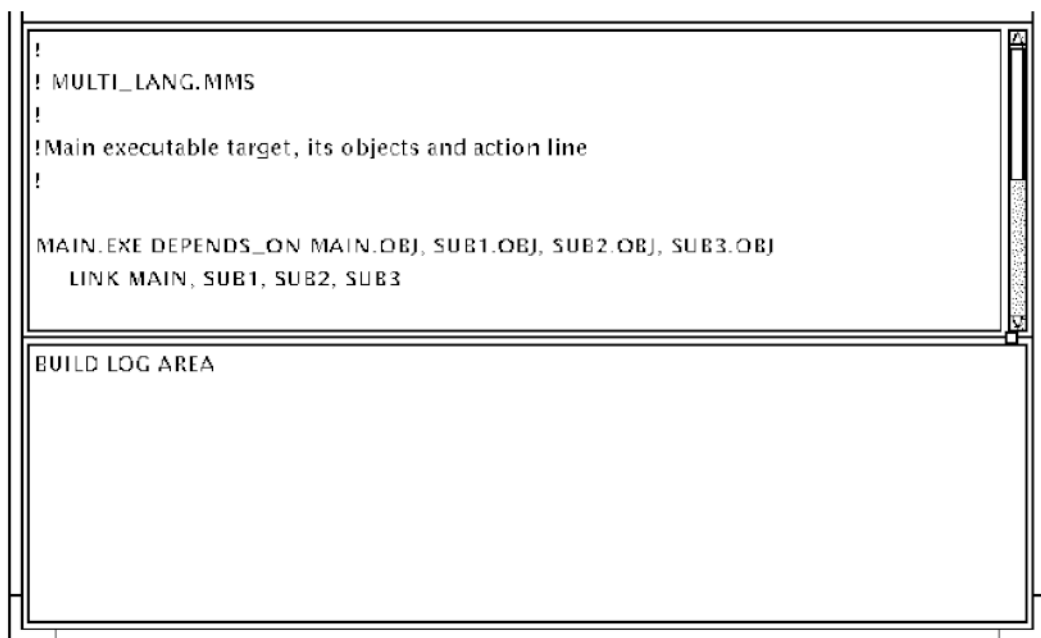 !
! MULTI_LANG.MMS
!
!Main executable target, its objects and action line
!
MAIN.EXE DEPENDS_ON MAIN.OBJ, SUB1.OBJ, SUB2.OBJ, SUB3.OBJ
LINK MAIN, SUB1, SUB2, SUB3
BUILD LOG AREA